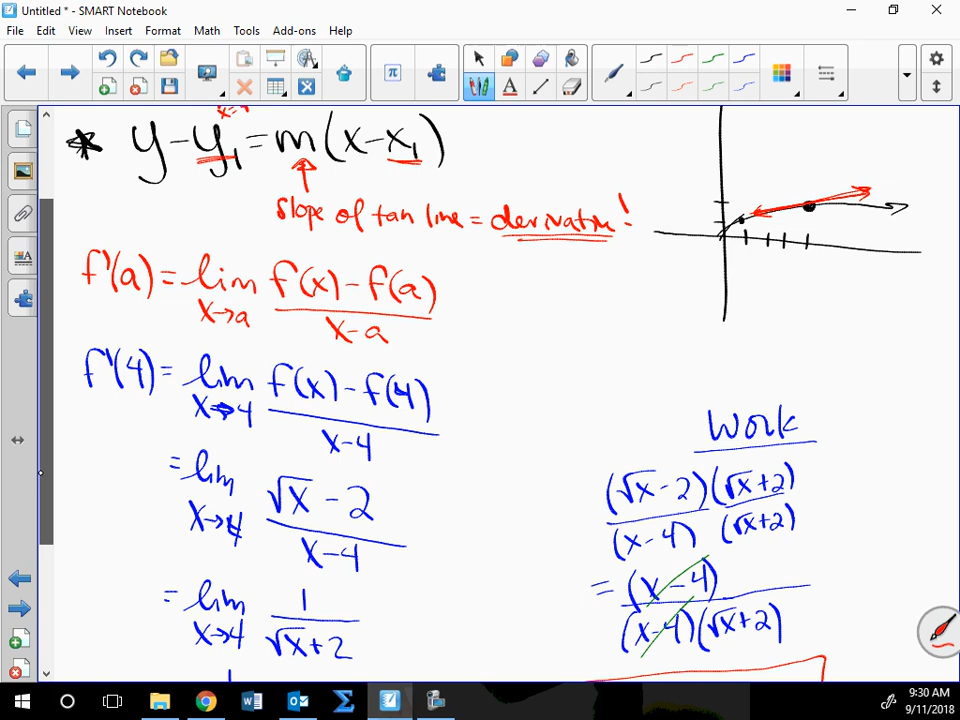 Untitled * - SMART Notebook
File Edit View Insert Format Math Tools Add-ons Help
y-y₁=m(x-x₁)
slope of tan line = derivative!
f'(a) = lim x→a f(x)-f(a) / x-a
f'(4) = lim x→4 f(x)-f(4) / x-4
= lim x→4 √x - 2 / x-4
= lim x→4 1 / √x+2
Work
(√x-2)(√x+2) / (x-4) (√x+2)
= (x-4) / (x-4)(√x+2)
9:30 AM
9/11/2018